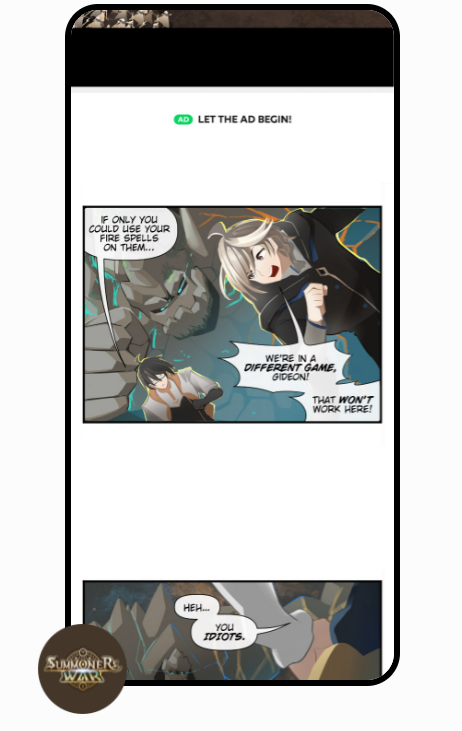 AD LET THE AD BEGIN!
IF ONLY YOU
COULD USE YOUR
FIRE SPELLS
ON THEM...
WE'RE IN A
DIFFERENT GAME,
GIDEON!
THAT WON'T
WORK HERE!
HEH...
YOU
IDIOTS.
SUMMONERS
WAR